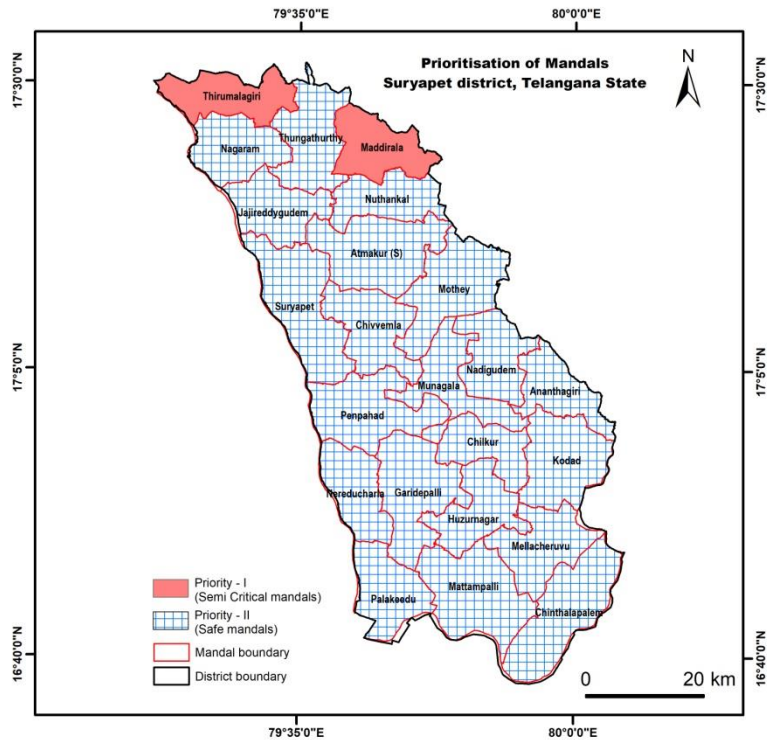 79°35'0"E
80°0'0"E
Prioritisation of Mandals
Suryapet district, Telangana State
N
17°30'0"N
17°30'0"N
Thirumalagiri
Thungathurthy
Maddirala
Nagaram
Nuthankal
Jajireddygudem
Atmakur (S)
Mothey
Suryapet
Chivvemla
17°5'0"N
17°5'0"N
Nadigudem
Munagala
Ananthagiri
Penpahad
Chilkur
Kodad
Nereducharla
Garidepalli
Huzurnagar
Mellacheruvu
Mattampalli
Palakeedu
Chinthalapalem
Priority - I
(Semi Critical mandals)
Priority - II
(Safe mandals)
Mandal boundary
District boundary
16°40'0"N
16°40'0"N
0 20 km
79°35'0"E
80°0'0"E